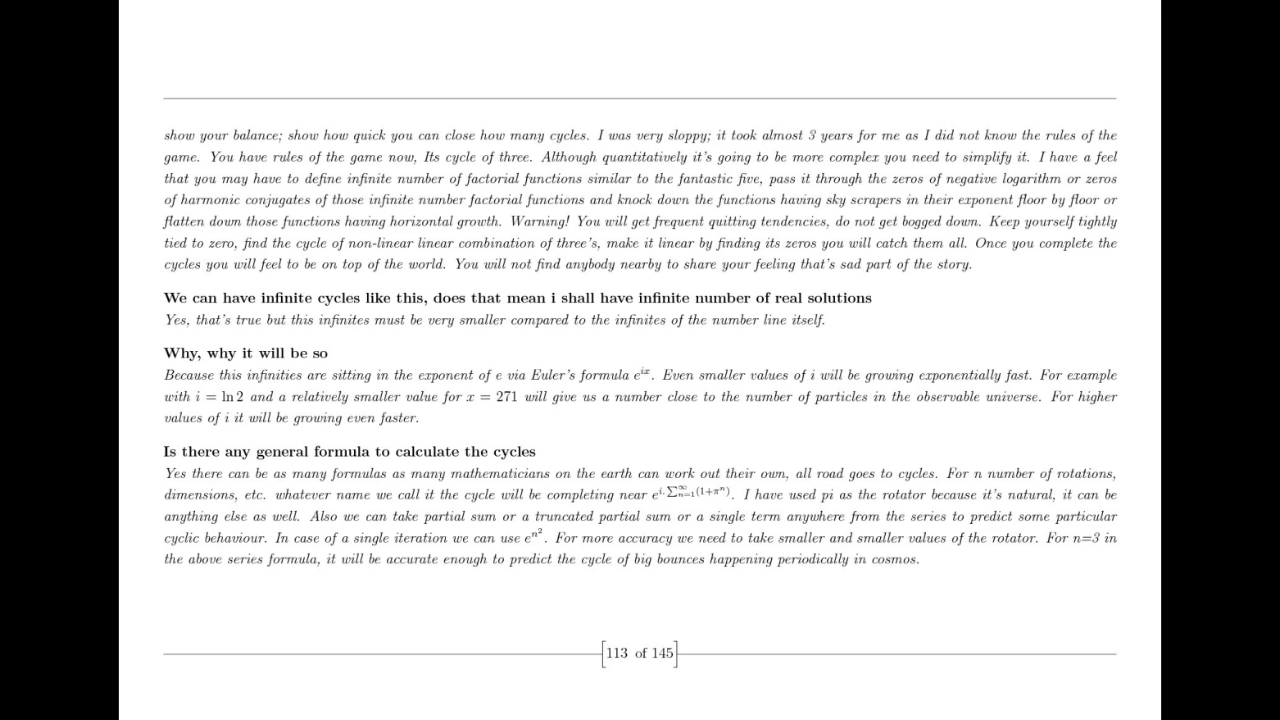 show your balance; show how quick you can close how many cycles. I was very sloppy; it took almost 3 years for me as I did not know the rules of the
game. You have rules of the game now, Its cycle of three. Although quantitatively it's going to be more complex you need to simplify it. I have a feel
that you may have to define infinite number of factorial functions similar to the fantastic five, pass it through the zeros of negative logarithm or zeros
of harmonic conjugates of those infinite number factorial functions and knock down the functions having sky scrapers in their exponent floor by floor or
flatten down those functions having horizontal growth. Warning! You will get frequent quitting tendencies, do not get bogged down. Keep yourself tightly
tied to zero, find the cycle of non-linear linear combination of three's, make it linear by finding its zeros you will catch them all. Once you complete the
cycles you will feel to be on top of the world. You will not find anybody nearby to share your feeling that's sad part of the story.
We can have infinite cycles like this, does that mean i shall have infinite number of real solutions
Yes, that's true but this infinites must be very smaller compared to the infinites of the number line itself.
Why, why it will be so
Because this infinities are sitting in the exponent of e via Euler's formula e^{ix}. Even smaller values of i will be growing exponentially fast. For example
with i = ln 2 and a relatively smaller value for x = 271 will give us a number close to the number of particles in the observable universe. For higher
values of i it will be growing even faster.
Is there any general formula to calculate the cycles
Yes there can be as many formulas as many mathematicians on the earth can work out their own, all road goes to cycles. For n number of rotations,
dimensions, etc. whatever name we call it the cycle will be completing near e^{i.∑_{n=1}^{∞}(1+π^n)}. I have used pi as the rotator because it's natural, it can be
anything else as well. Also we can take partial sum or a truncated partial sum or a single term anywhere from the series to predict some particular
cyclic behaviour. In case of a single iteration we can use e^{n^2}. For more accuracy we need to take smaller and smaller values of the rotator. For n=3 in
the above series formula, it will be accurate enough to predict the cycle of big bounces happening periodically in cosmos.
[113 of 145]